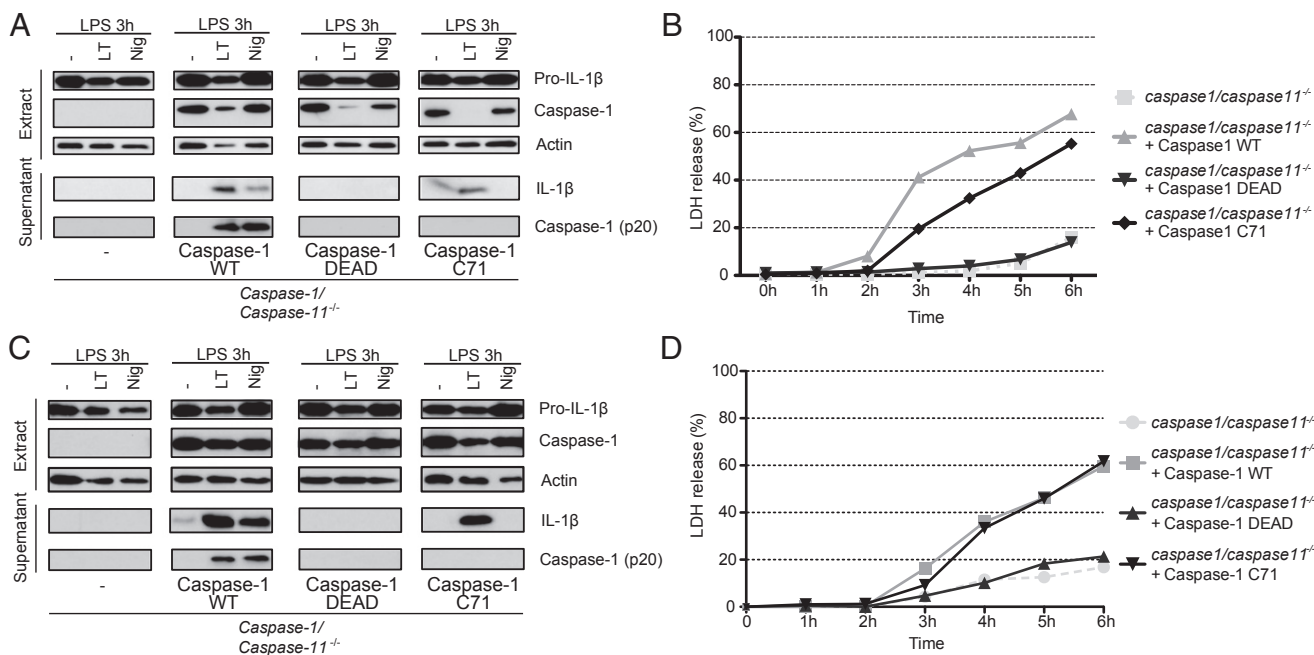 A
LPS 3h LPS 3h LPS 3h LPS 3h
- LT Nig - LT Nig - LT Nig - LT Nig
Extract
Pro-IL-1β
Caspase-1
Actin
Supernatant
IL-1β
Caspase-1 (p20)
- Caspase-1 Caspase-1 Caspase-1
WT DEAD C71
Caspase-1/
Caspase-11-/-
B
LDH release (%)
100
80
60
40
20
0
0h 1h 2h 3h 4h 5h 6h
Time
caspase1/caspase11-/-
caspase1/caspase11-/-
+ Caspase1 WT
caspase1/caspase11-/-
+ Caspase1 DEAD
caspase1/caspase11-/-
+ Caspase1 C71
C
LPS 3h LPS 3h LPS 3h LPS 3h
- LT Nig - LT Nig - LT Nig - LT Nig
Extract
Pro-IL-1β
Caspase-1
Actin
Supernatant
IL-1β
Caspase-1 (p20)
- Caspase-1 Caspase-1 Caspase-1
WT DEAD C71
Caspase-1/
Caspase-11-/-
D
LDH release (%)
100
80
60
40
20
0
0 1h 2h 3h 4h 5h 6h
Time
caspase1/caspase11-/-
caspase1/caspase11-/-
+ Caspase-1 WT
caspase1/caspase11-/-
+ Caspase-1 DEAD
caspase1/caspase11-/-
+ Caspase-1 C71